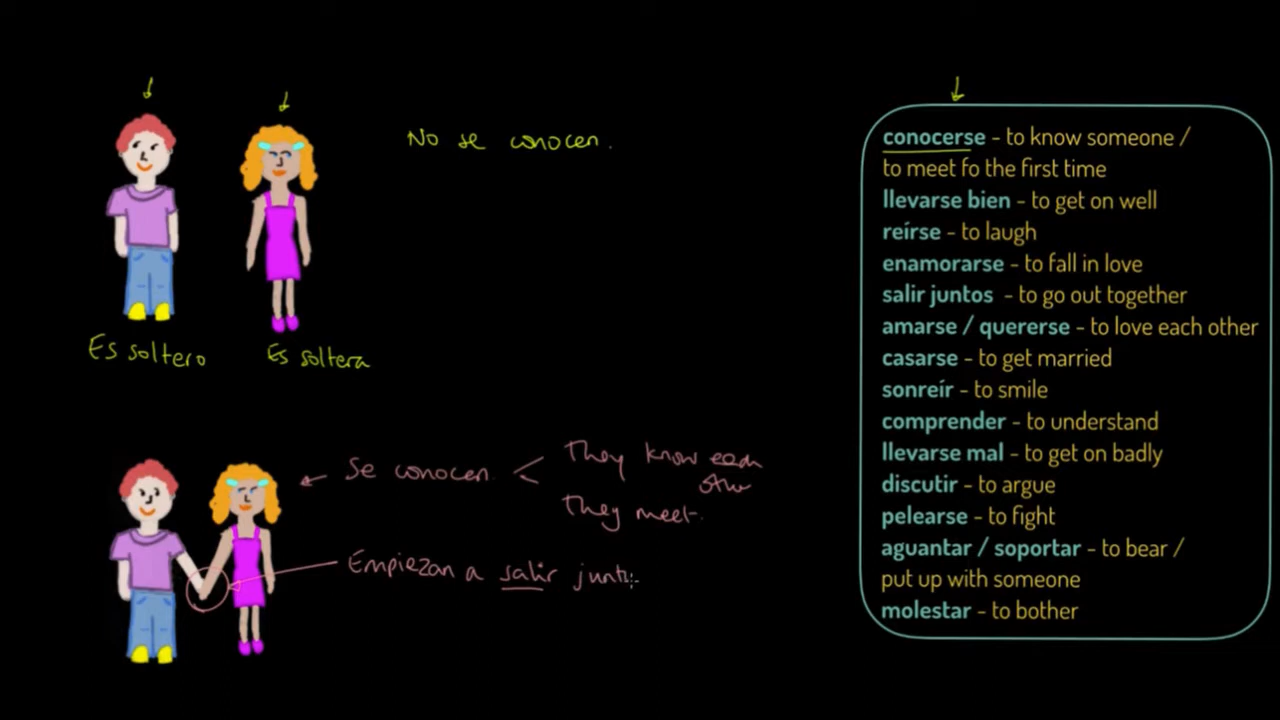 No se conocen.
Es soltero
Es soltera
Se conocen.
They know each
other
They meet.
Empiezan a salir junt
conocerse - to know someone /
to meet fo the first time
llevarse bien - to get on well
reírse - to laugh
enamorarse - to fall in love
salir juntos - to go out together
amarse / quererse - to love each other
casarse - to get married
sonreír - to smile
comprender - to understand
llevarse mal - to get on badly
discutir - to argue
pelearse - to fight
aguantar / soportar - to bear /
put up with someone
molestar - to bother